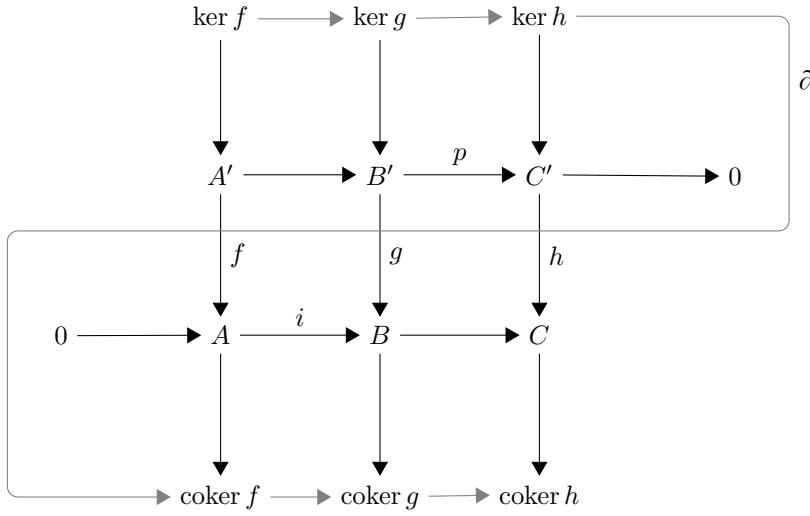 ker f ker g ker h
∂
p
A′ B′ C′ 0
f g h
i
0 A B C
coker f coker g coker h